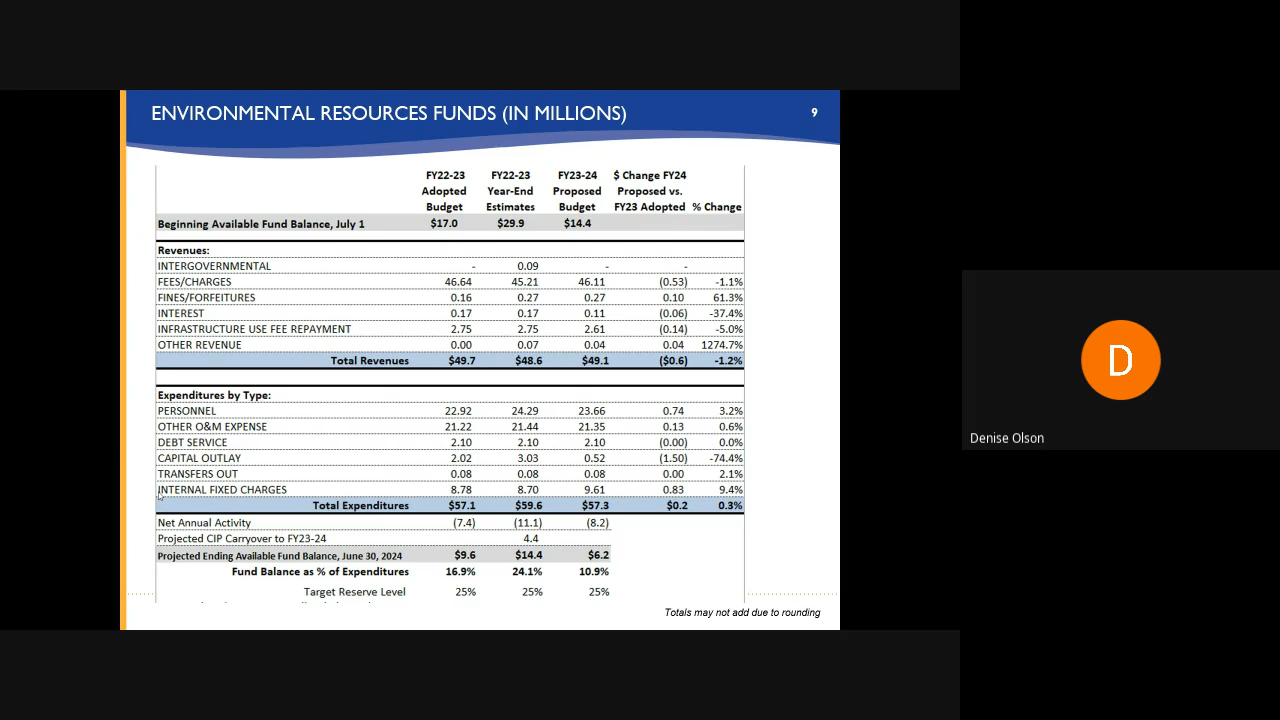 ENVIRONMENTAL RESOURCES FUNDS (IN MILLIONS) 9
FY22-23 FY22-23 FY23-24 $ Change FY24
Adopted Year-End Proposed Proposed vs.
Budget Estimates Budget FY23 Adopted % Change
Beginning Available Fund Balance, July 1 $17.0 $29.9 $14.4
Revenues:
INTERGOVERNMENTAL - 0.09 - -
FEES/CHARGES 46.64 45.21 46.11 (0.53) -1.1%
FINES/FORFEITURES 0.16 0.27 0.27 0.10 61.3%
INTEREST 0.17 0.17 0.11 (0.06) -37.4%
INFRASTRUCTURE USE FEE REPAYMENT 2.75 2.75 2.61 (0.14) -5.0%
OTHER REVENUE 0.00 0.07 0.04 0.04 1274.7%
Total Revenues $49.7 $48.6 $49.1 ($0.6) -1.2%
Expenditures by Type:
PERSONNEL 22.92 24.29 23.66 0.74 3.2%
OTHER O&M EXPENSE 21.22 21.44 21.35 0.13 0.6%
DEBT SERVICE 2.10 2.10 2.10 (0.00) 0.0%
CAPITAL OUTLAY 2.02 3.03 0.52 (1.50) -74.4%
TRANSFERS OUT 0.08 0.08 0.08 0.00 2.1%
INTERNAL FIXED CHARGES 8.78 8.70 9.61 0.83 9.4%
Total Expenditures $57.1 $59.6 $57.3 $0.2 0.3%
Net Annual Activity (7.4) (11.1) (8.2)
Projected CIP Carryover to FY23-24 4.4
Projected Ending Available Fund Balance, June 30, 2024 $9.6 $14.4 $6.2
Fund Balance as % of Expenditures 16.9% 24.1% 10.9%
Target Reserve Level 25% 25% 25%
Totals may not add due to rounding
D
Denise Olson